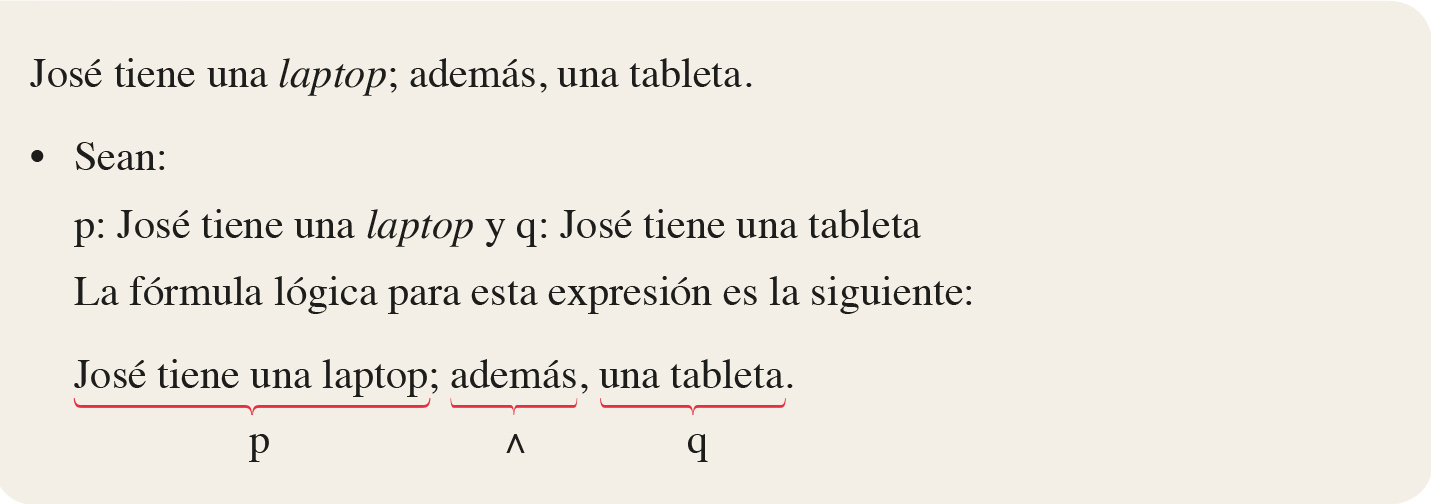 José tiene una laptop; además, una tableta.
• Sean:
p: José tiene una laptop y q: José tiene una tableta
La fórmula lógica para esta expresión es la siguiente:
José tiene una laptop; además, una tableta.
p ∧ q